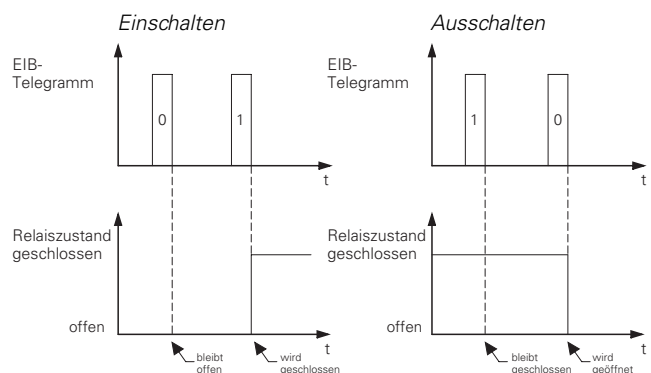 Einschalten
EIB-
Telegramm
0
1
t
Relaiszustand
geschlossen
offen
t
bleibt
offen
wird
geschlossen
Ausschalten
EIB-
Telegramm
1
0
t
Relaiszustand
geschlossen
offen
t
bleibt
geschlossen
wird
geöffnet